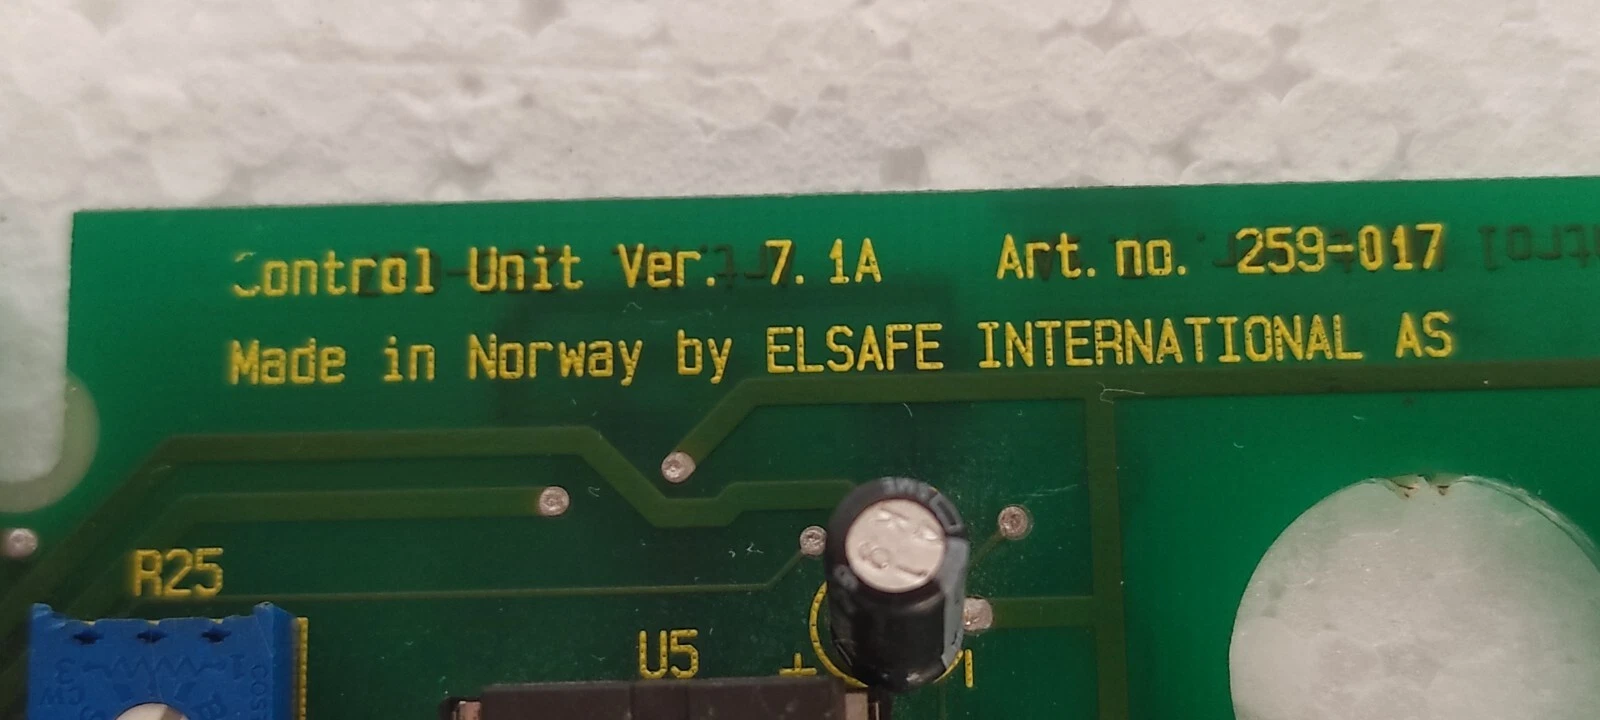 Control Unit Ver. 7.1A Art. no. 259-017
Made in Norway by ELSAFE INTERNATIONAL AS
R25
U5
+